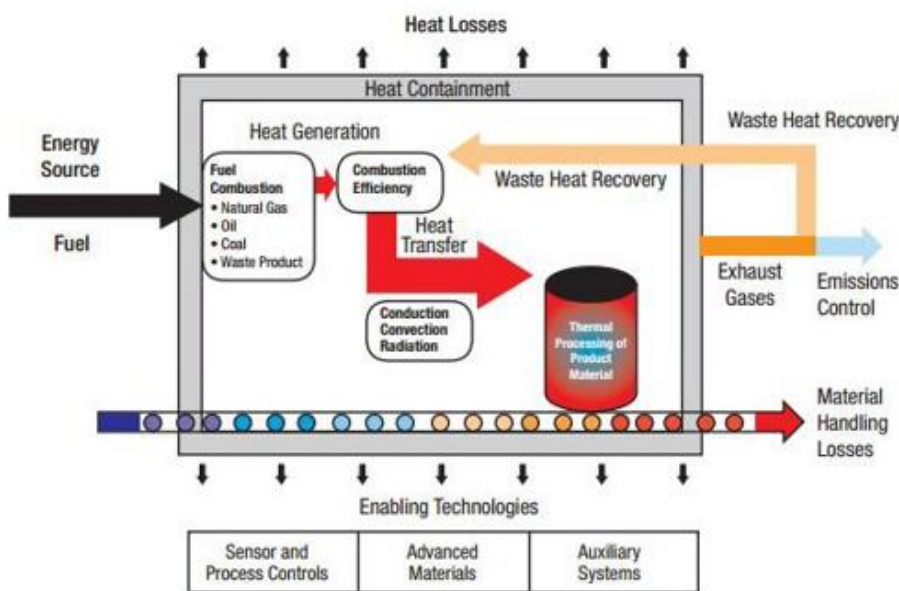 Heat Losses
Heat Containment
Heat Generation
Energy
Source
Fuel
Fuel
Combustion
• Natural Gas
• Oil
• Coal
• Waste Product
Combustion
Efficiency
Heat
Transfer
Conduction
Convection
Radiation
Thermal
Processing of
Product
Material
Waste Heat Recovery
Waste Heat Recovery
Exhaust
Gases
Emissions
Control
Material
Handling
Losses
Enabling Technologies
Sensor and
Process Controls
Advanced
Materials
Auxiliary
Systems